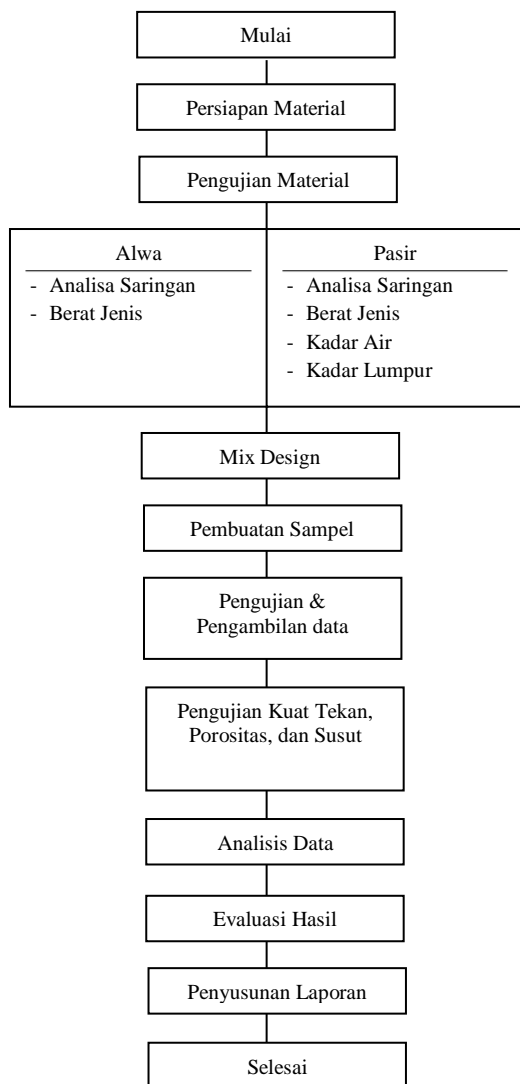 Mulai
Persiapan Material
Pengujian Material
Alwa
- Analisa Saringan
- Berat Jenis
Pasir
- Analisa Saringan
- Berat Jenis
- Kadar Air
- Kadar Lumpur
Mix Design
Pembuatan Sampel
Pengujian &
Pengambilan data
Pengujian Kuat Tekan,
Porositas, dan Susut
Analisis Data
Evaluasi Hasil
Penyusunan Laporan
Selesai